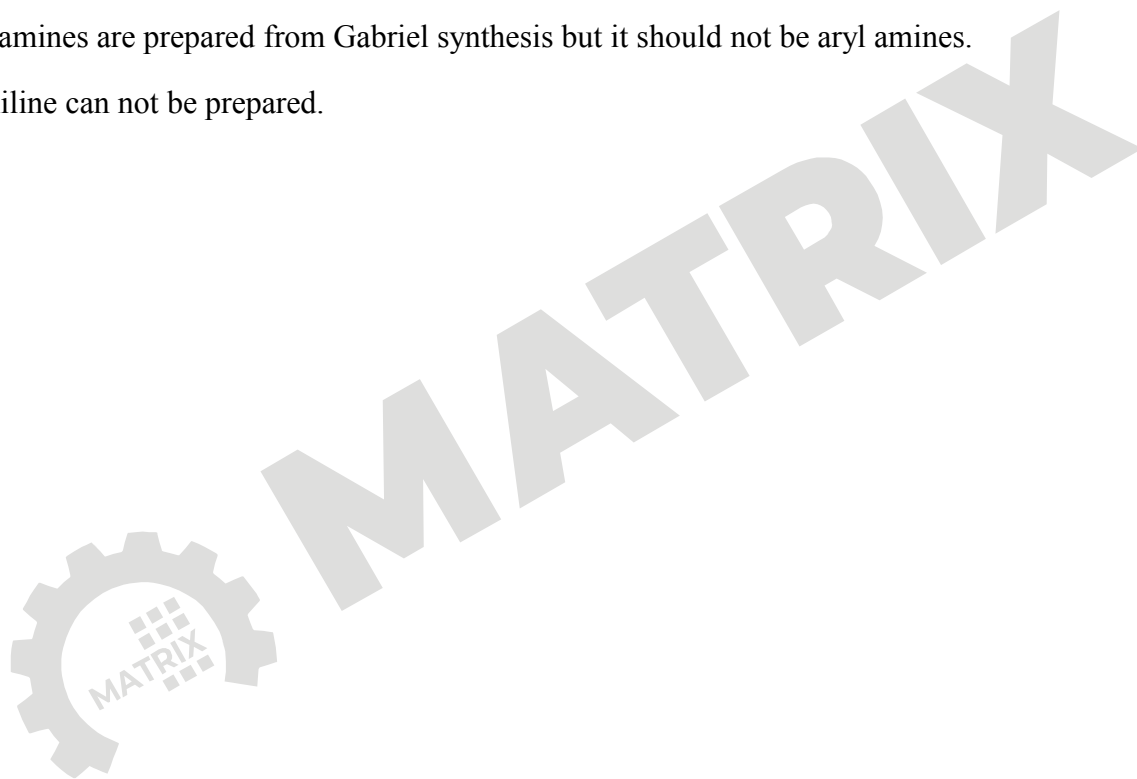 amines are prepared from Gabriel synthesis but it should not be aryl amines.
iline can not be prepared.
MATRIX
MATRIX